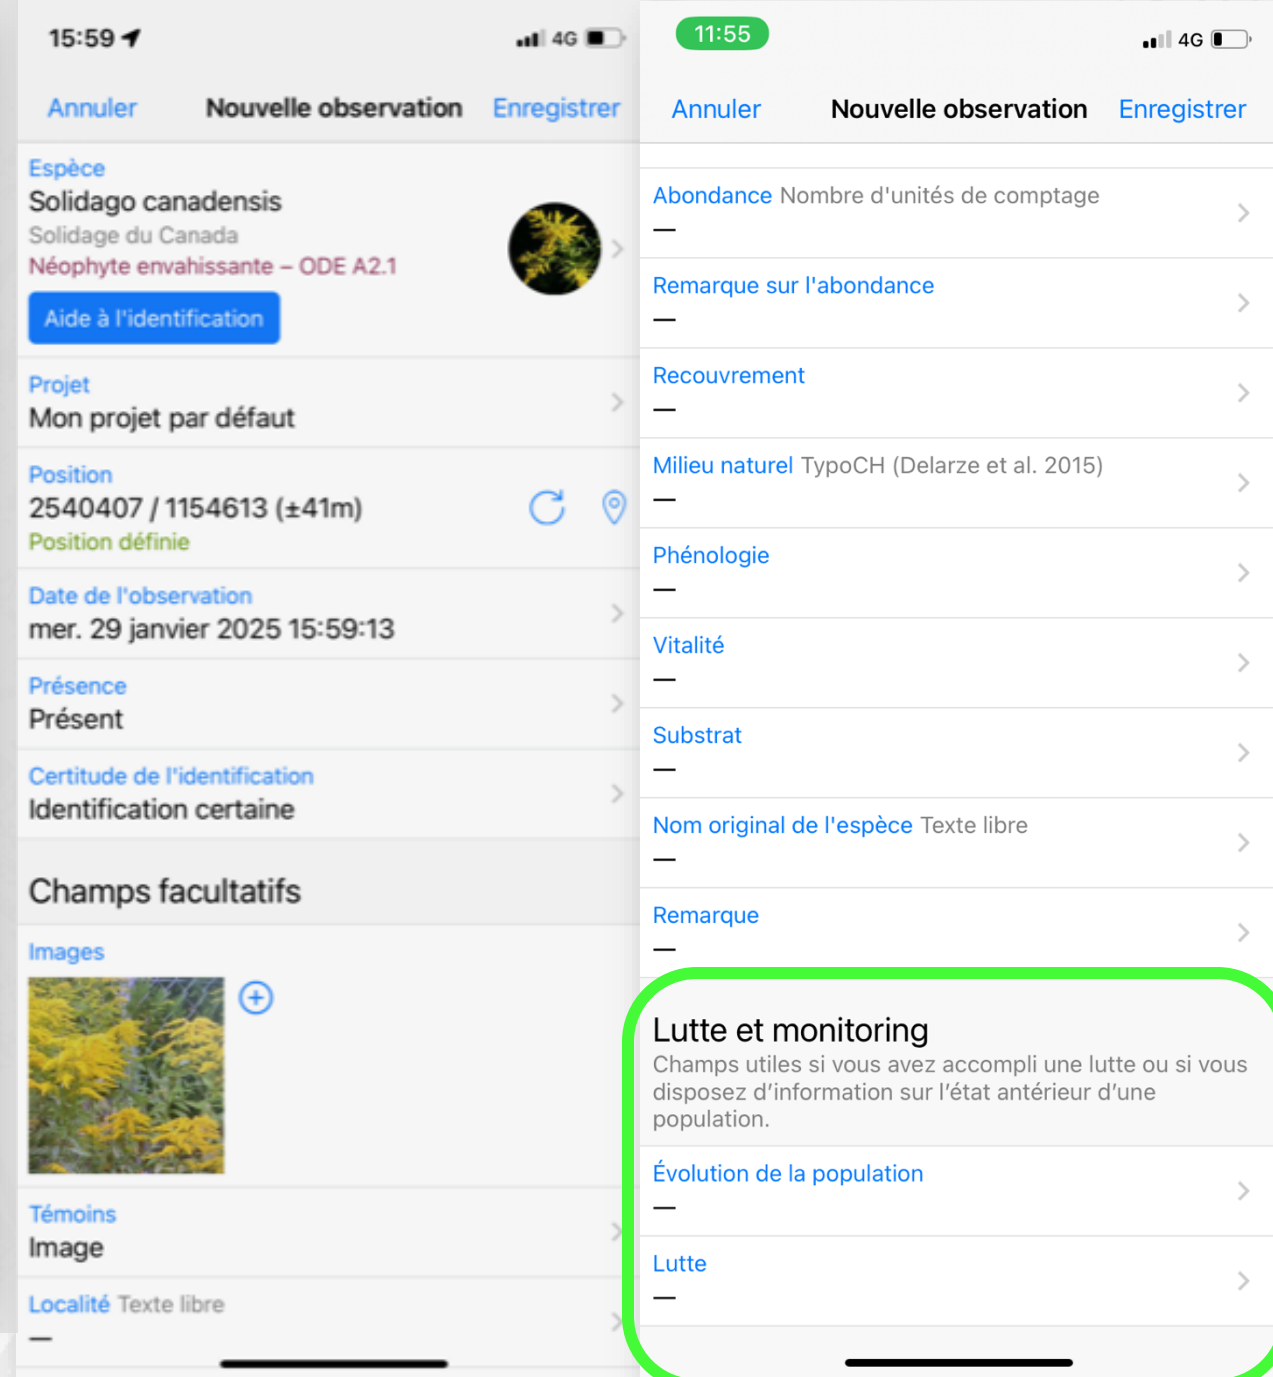 15:59
4G
Annuler
Nouvelle observation
Enregistrer
Espèce
Solidago canadensis
Solidage du Canada
Néophyte envahissante – ODE A2.1
Aide à l'identification
Projet
Mon projet par défaut
Position
2540407 / 1154613 (±41m)
Position définie
Date de l'observation
mer. 29 janvier 2025 15:59:13
Présence
Présent
Certitude de l'identification
Identification certaine
Champs facultatifs
Images
Témoins
Image
Localité Texte libre
—
11:55
4G
Annuler
Nouvelle observation
Enregistrer
Abondance Nombre d'unités de comptage
—
Remarque sur l'abondance
—
Recouvrement
—
Milieu naturel TypoCH (Delarze et al. 2015)
—
Phénologie
—
Vitalité
—
Substrat
—
Nom original de l'espèce Texte libre
—
Remarque
—
Lutte et monitoring
Champs utiles si vous avez accompli une lutte ou si vous
disposez d’information sur l’état antérieur d’une
population.
Évolution de la population
—
Lutte
—